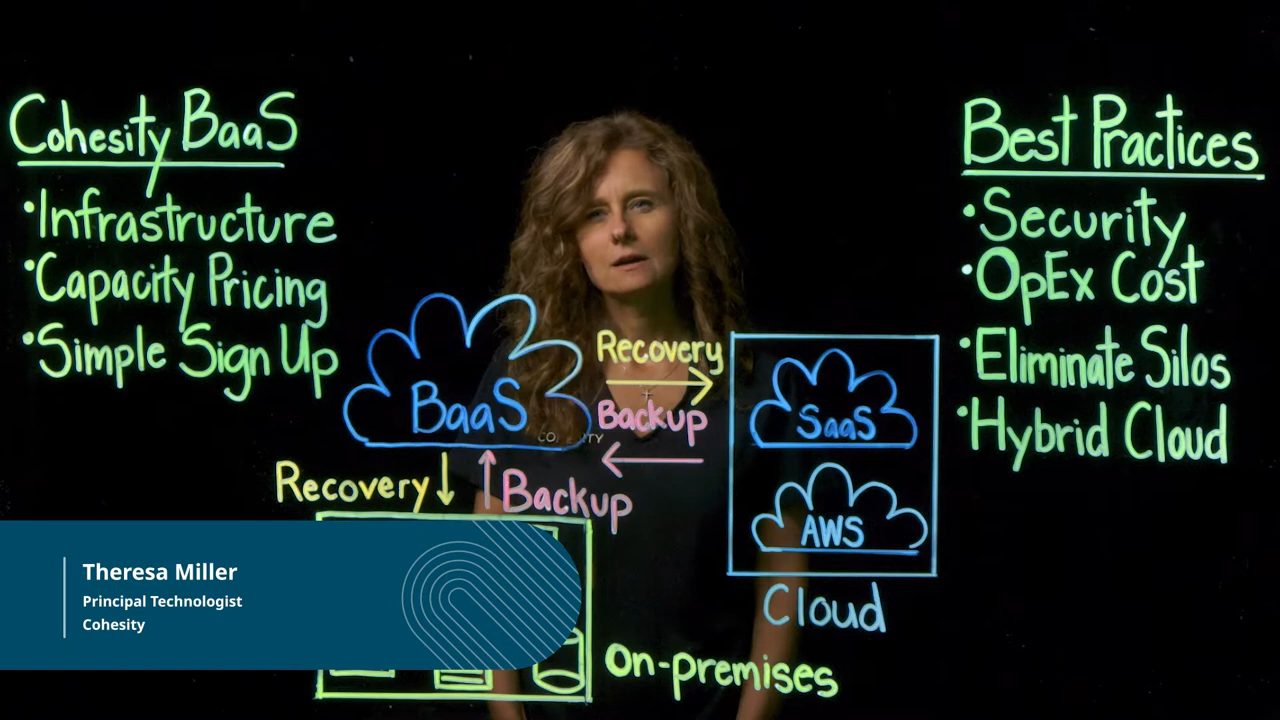 Cohesity BaaS
•Infrastructure
•Capacity Pricing
•Simple Sign Up
Best Practices
•Security
•OpEx Cost
•Eliminate Silos
•Hybrid Cloud
BaaS
Recovery
Backup
SaaS
AWS
Cloud
Recovery
Backup
On-premises
COHESITY
Theresa Miller
Principal Technologist
Cohesity